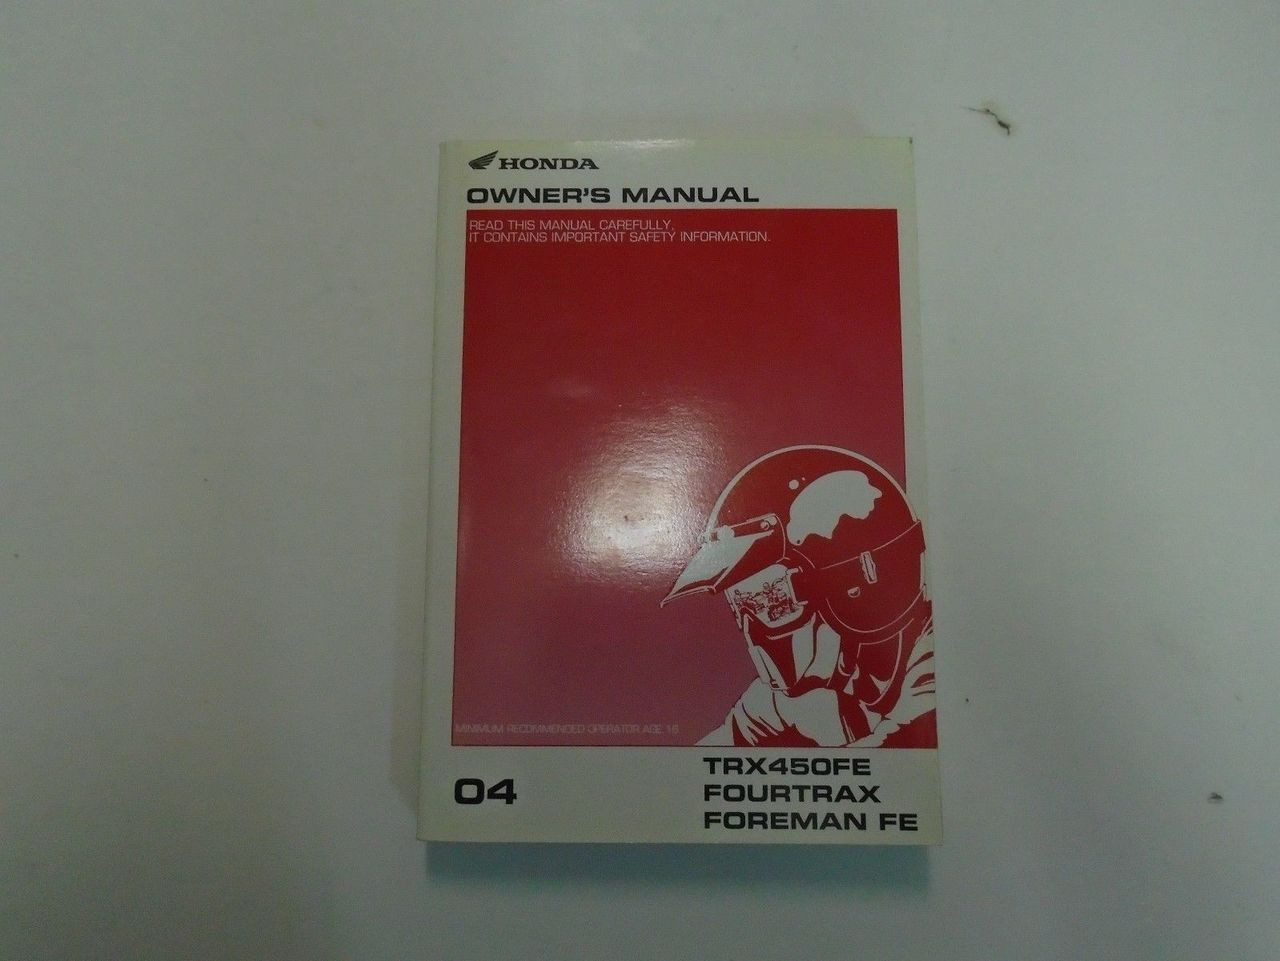 HONDA
OWNER'S MANUAL
READ THIS MANUAL CAREFULLY,
IT CONTAINS IMPORTANT SAFETY INFORMATION.
MINIMUM RECOMMENDED OPERATOR AGE: 16
04
TRX450FE
FOURTRAX
FOREMAN FE